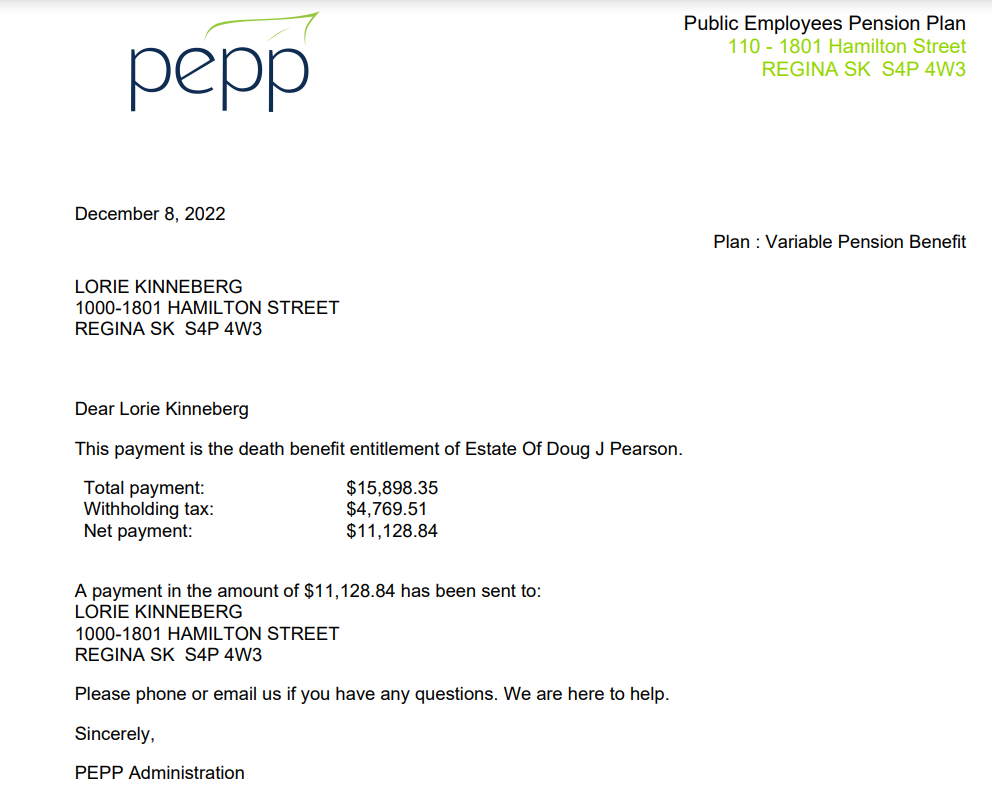 pepp
Public Employees Pension Plan
110 - 1801 Hamilton Street
REGINA SK  S4P 4W3
December 8, 2022
Plan : Variable Pension Benefit
LORIE KINNEBERG
1000-1801 HAMILTON STREET
REGINA SK  S4P 4W3
Dear Lorie Kinneberg
This payment is the death benefit entitlement of Estate Of Doug J Pearson.
Total payment: $15,898.35
Withholding tax: $4,769.51
Net payment: $11,128.84
A payment in the amount of $11,128.84 has been sent to:
LORIE KINNEBERG
1000-1801 HAMILTON STREET
REGINA SK  S4P 4W3
Please phone or email us if you have any questions. We are here to help.
Sincerely,
PEPP Administration